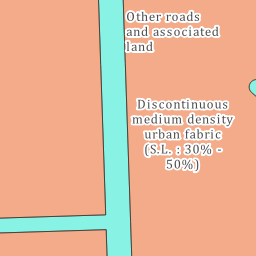 Other roads
and associated
land
Discontinuous
medium density
urban fabric
(S.L. : 30% -
50%)